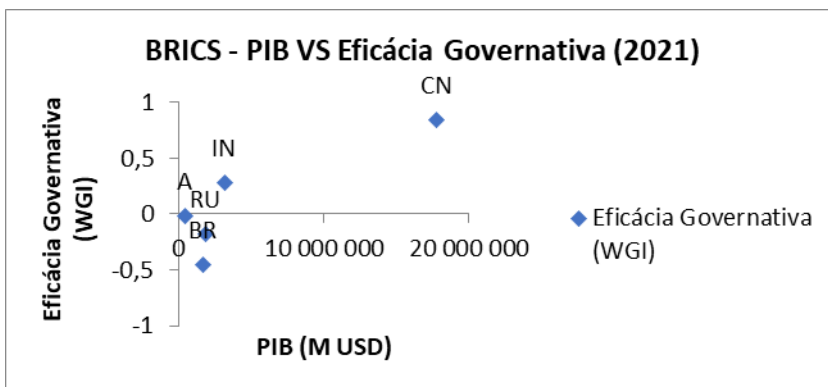 BRICS - PIB VS Eficácia Governativa (2021)
Eficácia Governativa
(WGI)
1
0,5
0
-0,5
-1
CN
IN
A
RU
BR
0
10 000 000
20 000 000
PIB (M USD)
Eficácia Governativa
(WGI)